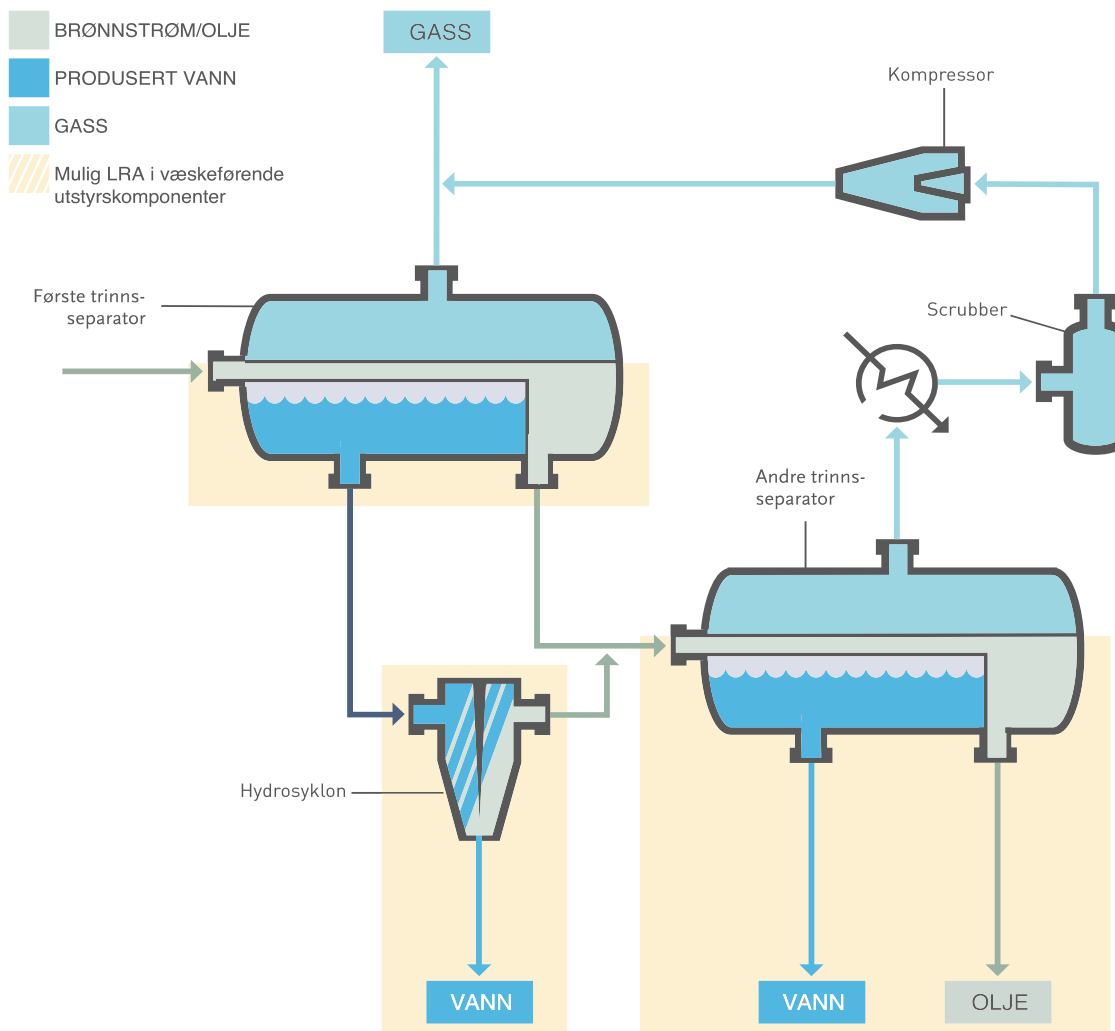 BRØNNSTRØM/OLJE
PRODUSERT VANN
GASS
Mulig LRA i væskeførende
utstyrskomponenter
GASS
Kompressor
Første trinns-
separator
Scrubber
Andre trinns-
separator
Hydrosyklon
VANN
VANN
OLJE